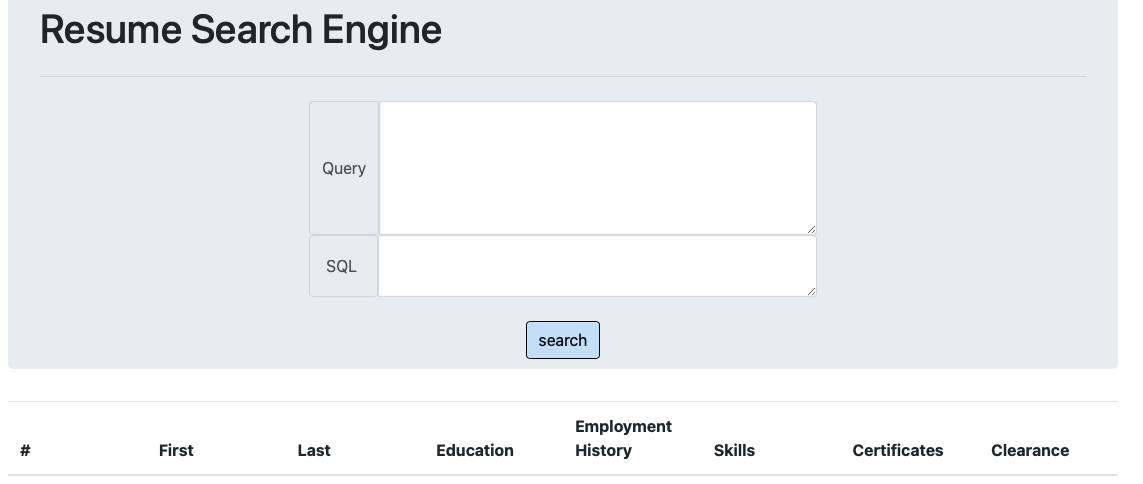 Resume Search Engine
Query
SQL
search
# First Last Education Employment History Skills Certificates Clearance